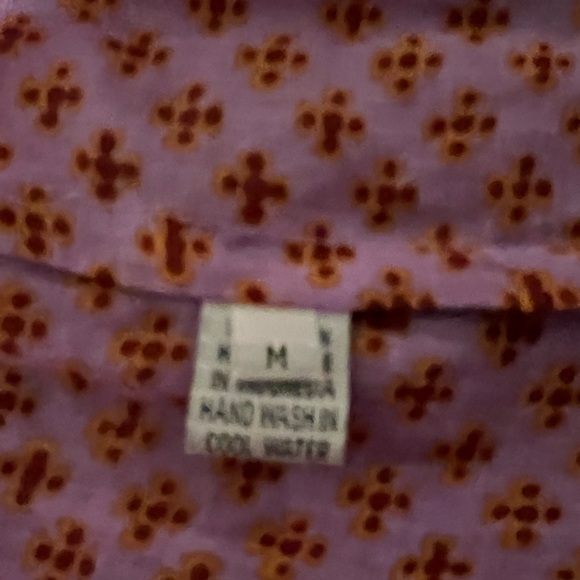 M
IN INDONESIA
HAND WASH IN
COOL WATER